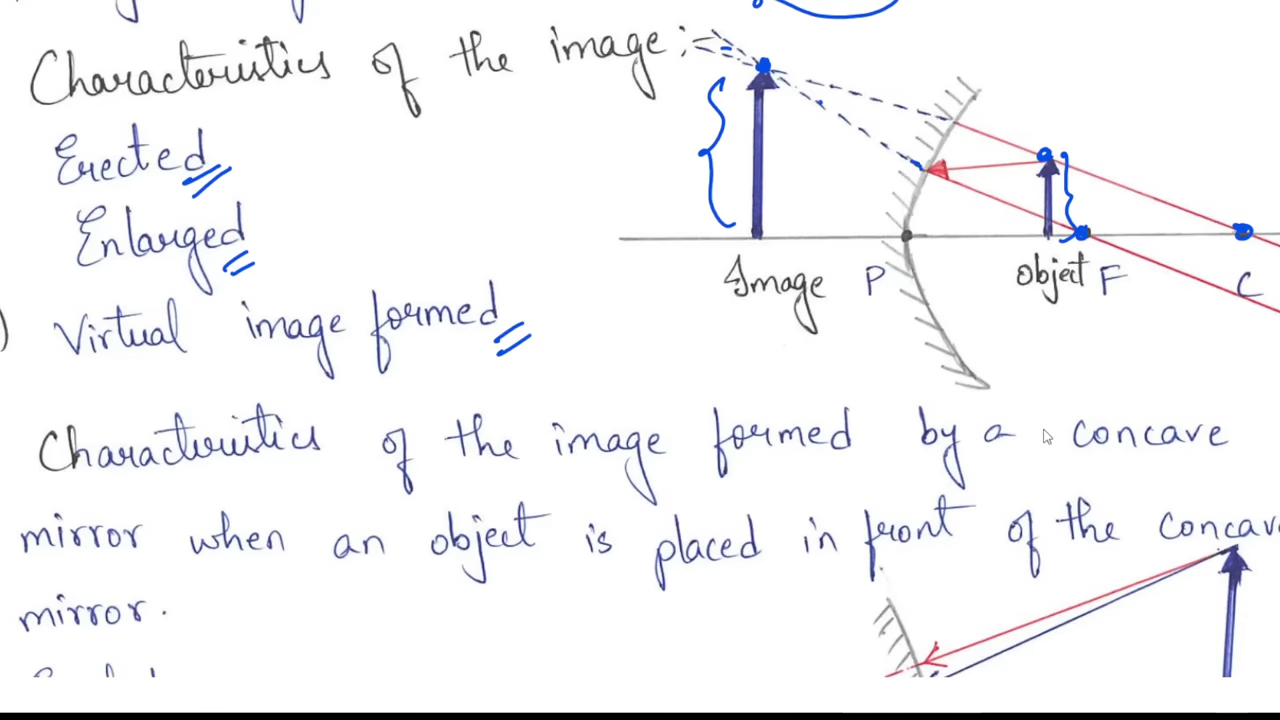 Characteristics of the image :-
Erected
Enlarged
) Virtual image formed
Image P object F C
Characteristics of the image formed by a concave
mirror when an object is placed in front of the concave
mirror.